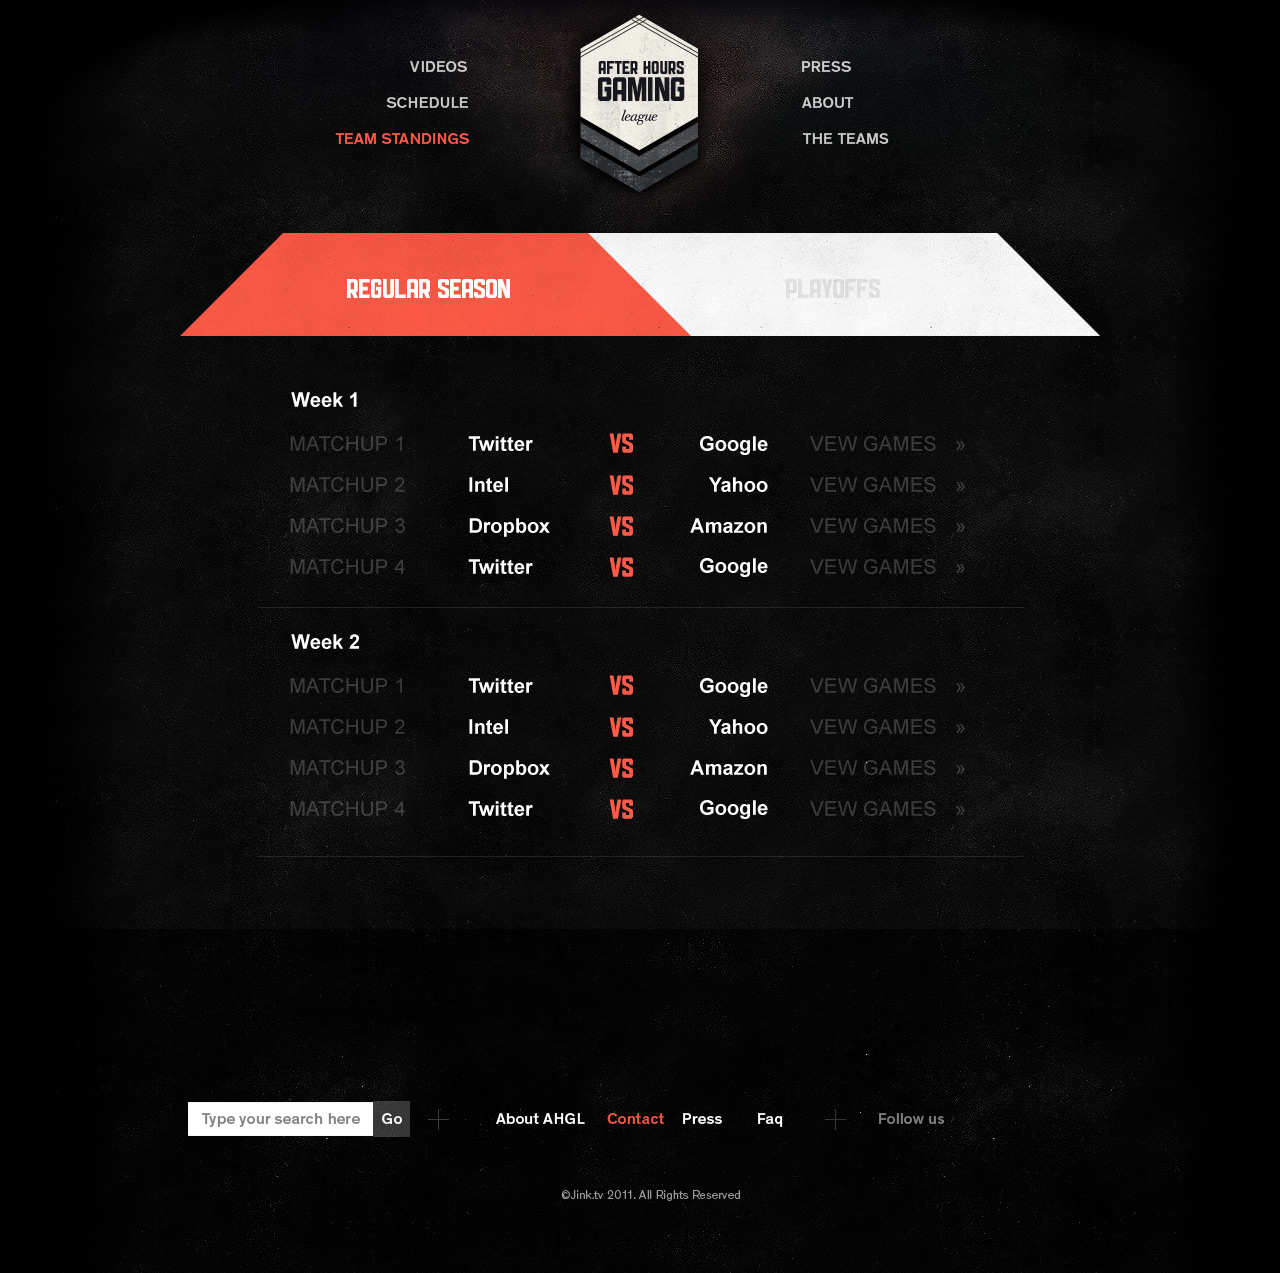 VIDEOS
SCHEDULE
TEAM STANDINGS
AFTER HOURS
GAMING
league
PRESS
ABOUT
THE TEAMS
REGULAR SEASON
PLAYOFFS
Week 1
MATCHUP 1 Twitter VS Google VEW GAMES »
MATCHUP 2 Intel VS Yahoo VEW GAMES »
MATCHUP 3 Dropbox VS Amazon VEW GAMES »
MATCHUP 4 Twitter VS Google VEW GAMES »
Week 2
MATCHUP 1 Twitter VS Google VEW GAMES »
MATCHUP 2 Intel VS Yahoo VEW GAMES »
MATCHUP 3 Dropbox VS Amazon VEW GAMES »
MATCHUP 4 Twitter VS Google VEW GAMES »
Type your search here Go About AHGL Contact Press Faq Follow us
©Jink.tv 2011. All Rights Reserved